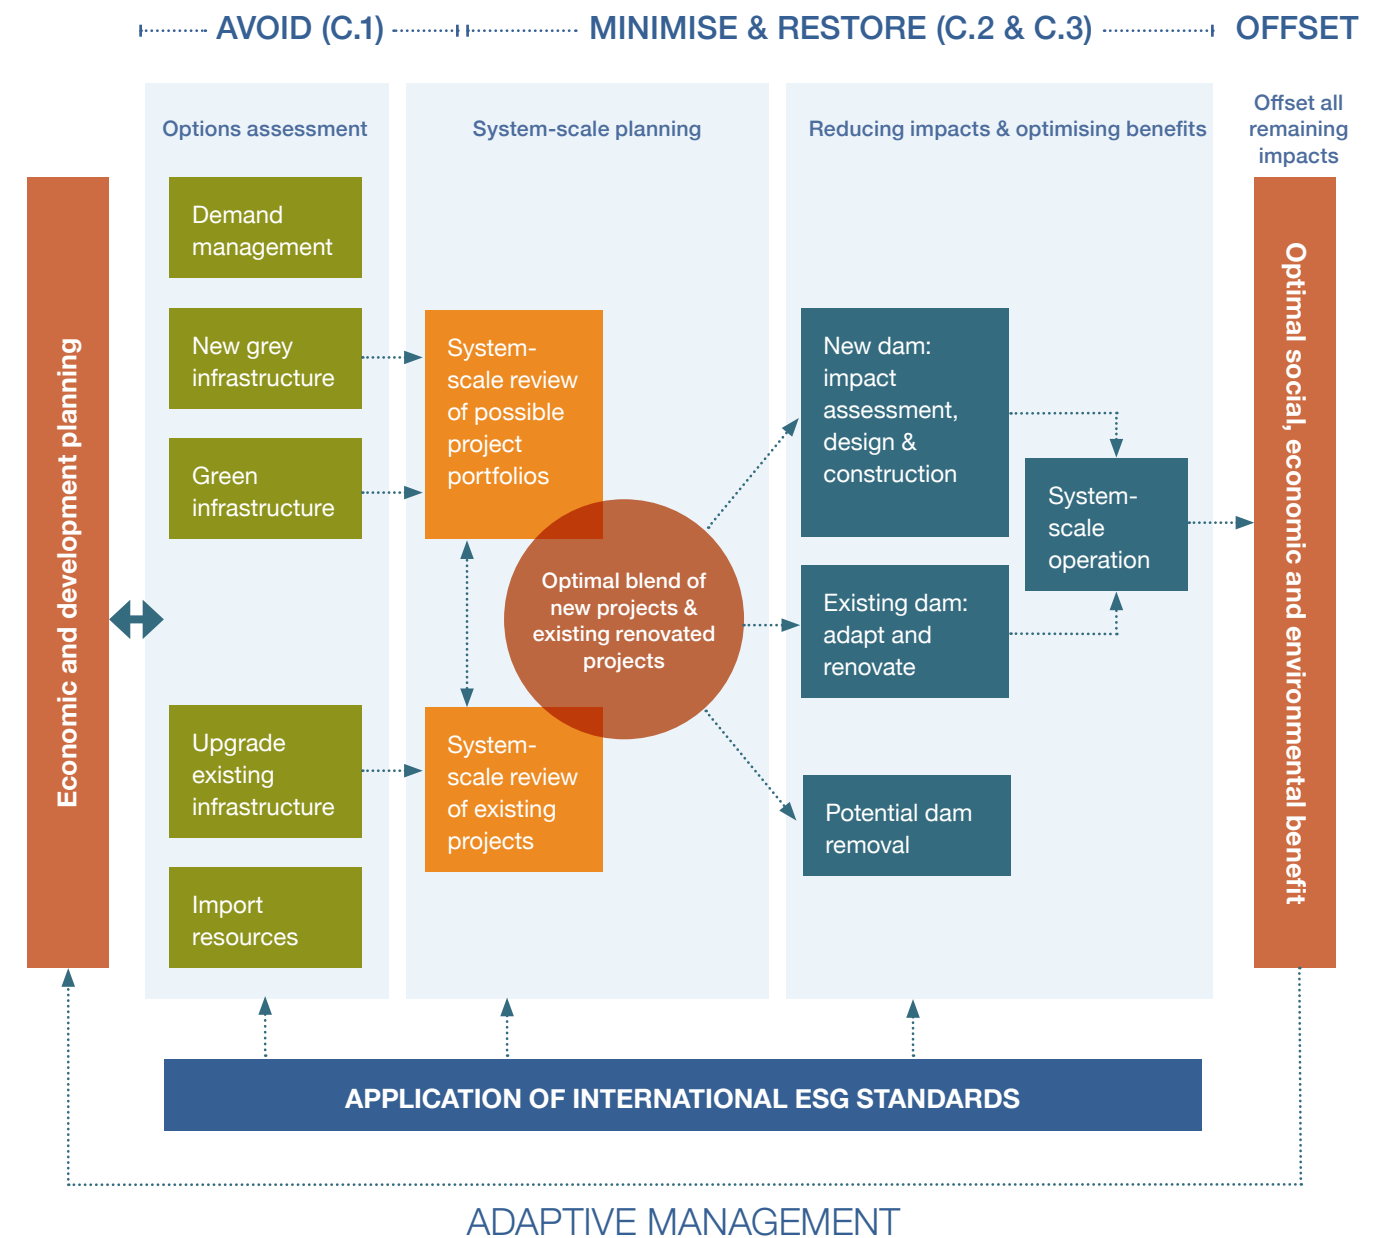 AVOID (C.1)
MINIMISE & RESTORE (C.2 & C.3)
OFFSET
Economic and development planning
Options assessment
Demand
management
New grey
infrastructure
Green
infrastructure
Upgrade
existing
infrastructure
Import
resources
System-scale planning
System-
scale review
of possible
project
portfolios
Optimal blend of
new projects &
existing renovated
projects
System-
scale review
of existing
projects
Reducing impacts & optimising benefits
New dam:
impact
assessment,
design &
construction
Existing dam:
adapt and
renovate
Potential dam
removal
System-
scale
operation
Offset all
remaining
impacts
Optimal social, economic and environmental benefit
APPLICATION OF INTERNATIONAL ESG STANDARDS
ADAPTIVE MANAGEMENT